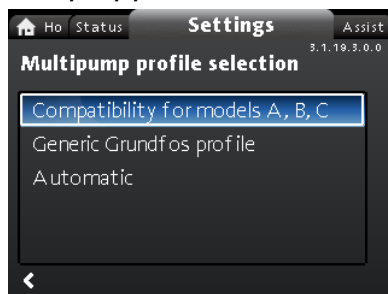 Ho Status Settings Assist
3.1.19.3.0.0
Multipump profile selection
Compatibility for models A, B, C
Generic Grundfos profile
Automatic